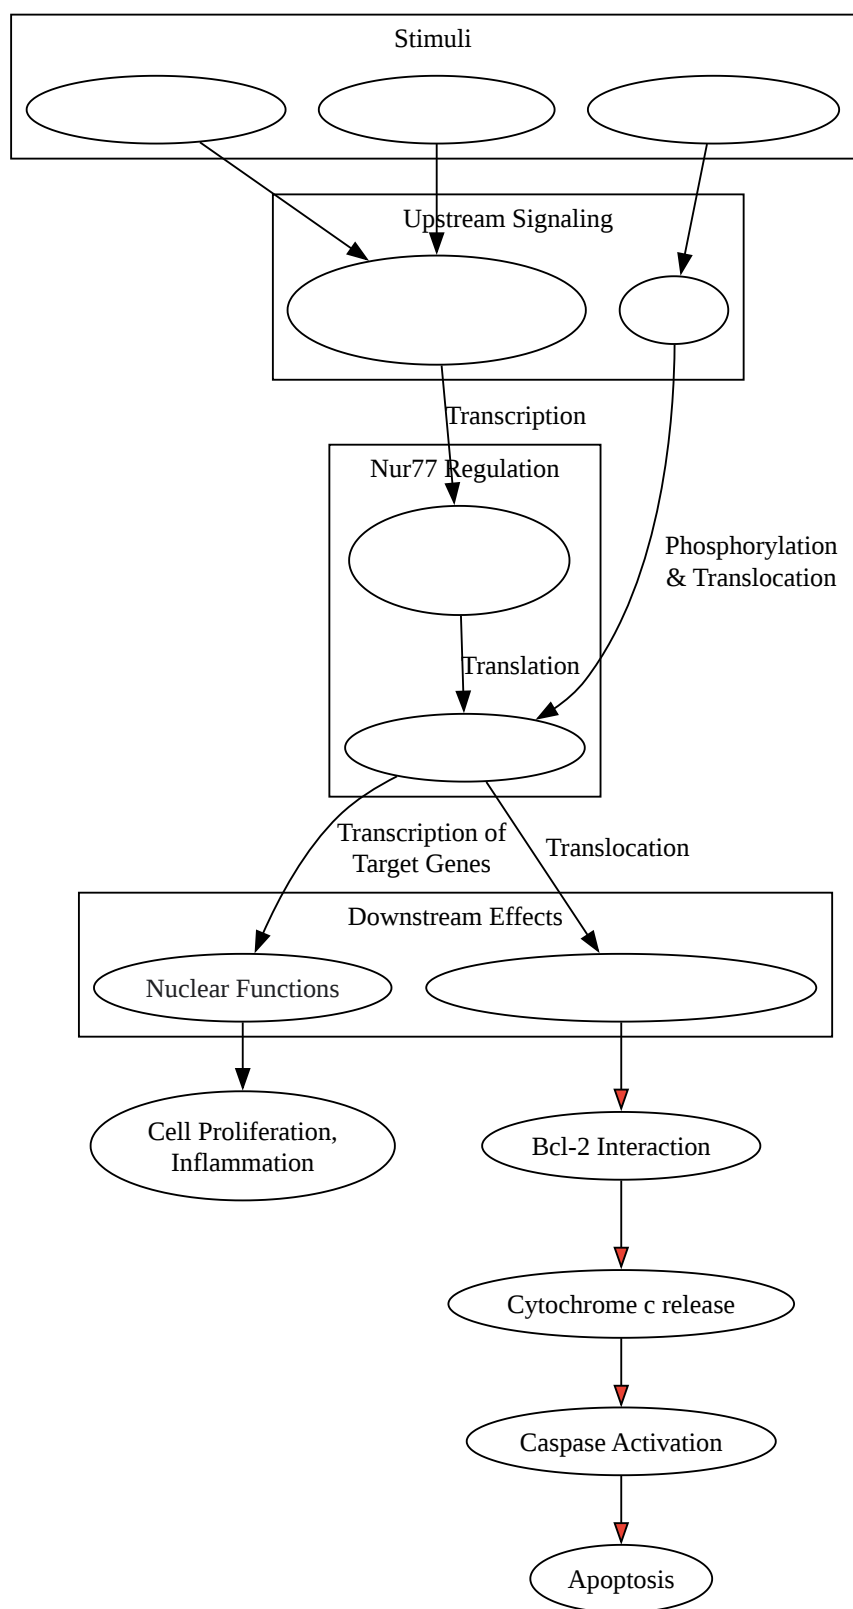 Stimuli
Upstream Signaling
Transcription
Nur77 Regulation
Phosphorylation
& Translocation
Translation
Transcription of
Target Genes
Translocation
Downstream Effects
Nuclear Functions
Cell Proliferation,
Inflammation
Bcl-2 Interaction
Cytochrome c release
Caspase Activation
Apoptosis